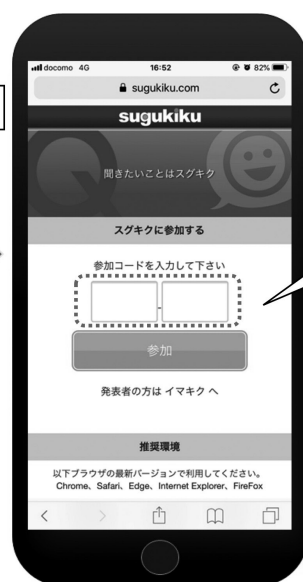 docomo 4G 16:52 82%
sugukiku.com
sugukiku
聞きたいことはスグキク
スグキクに参加する
参加コードを入力して下さい
-
参加
発表者の方は イマキク へ
推奨環境
以下ブラウザの最新バージョンで利用してください。
Chrome、Safari、Edge、Internet Explorer、FireFox